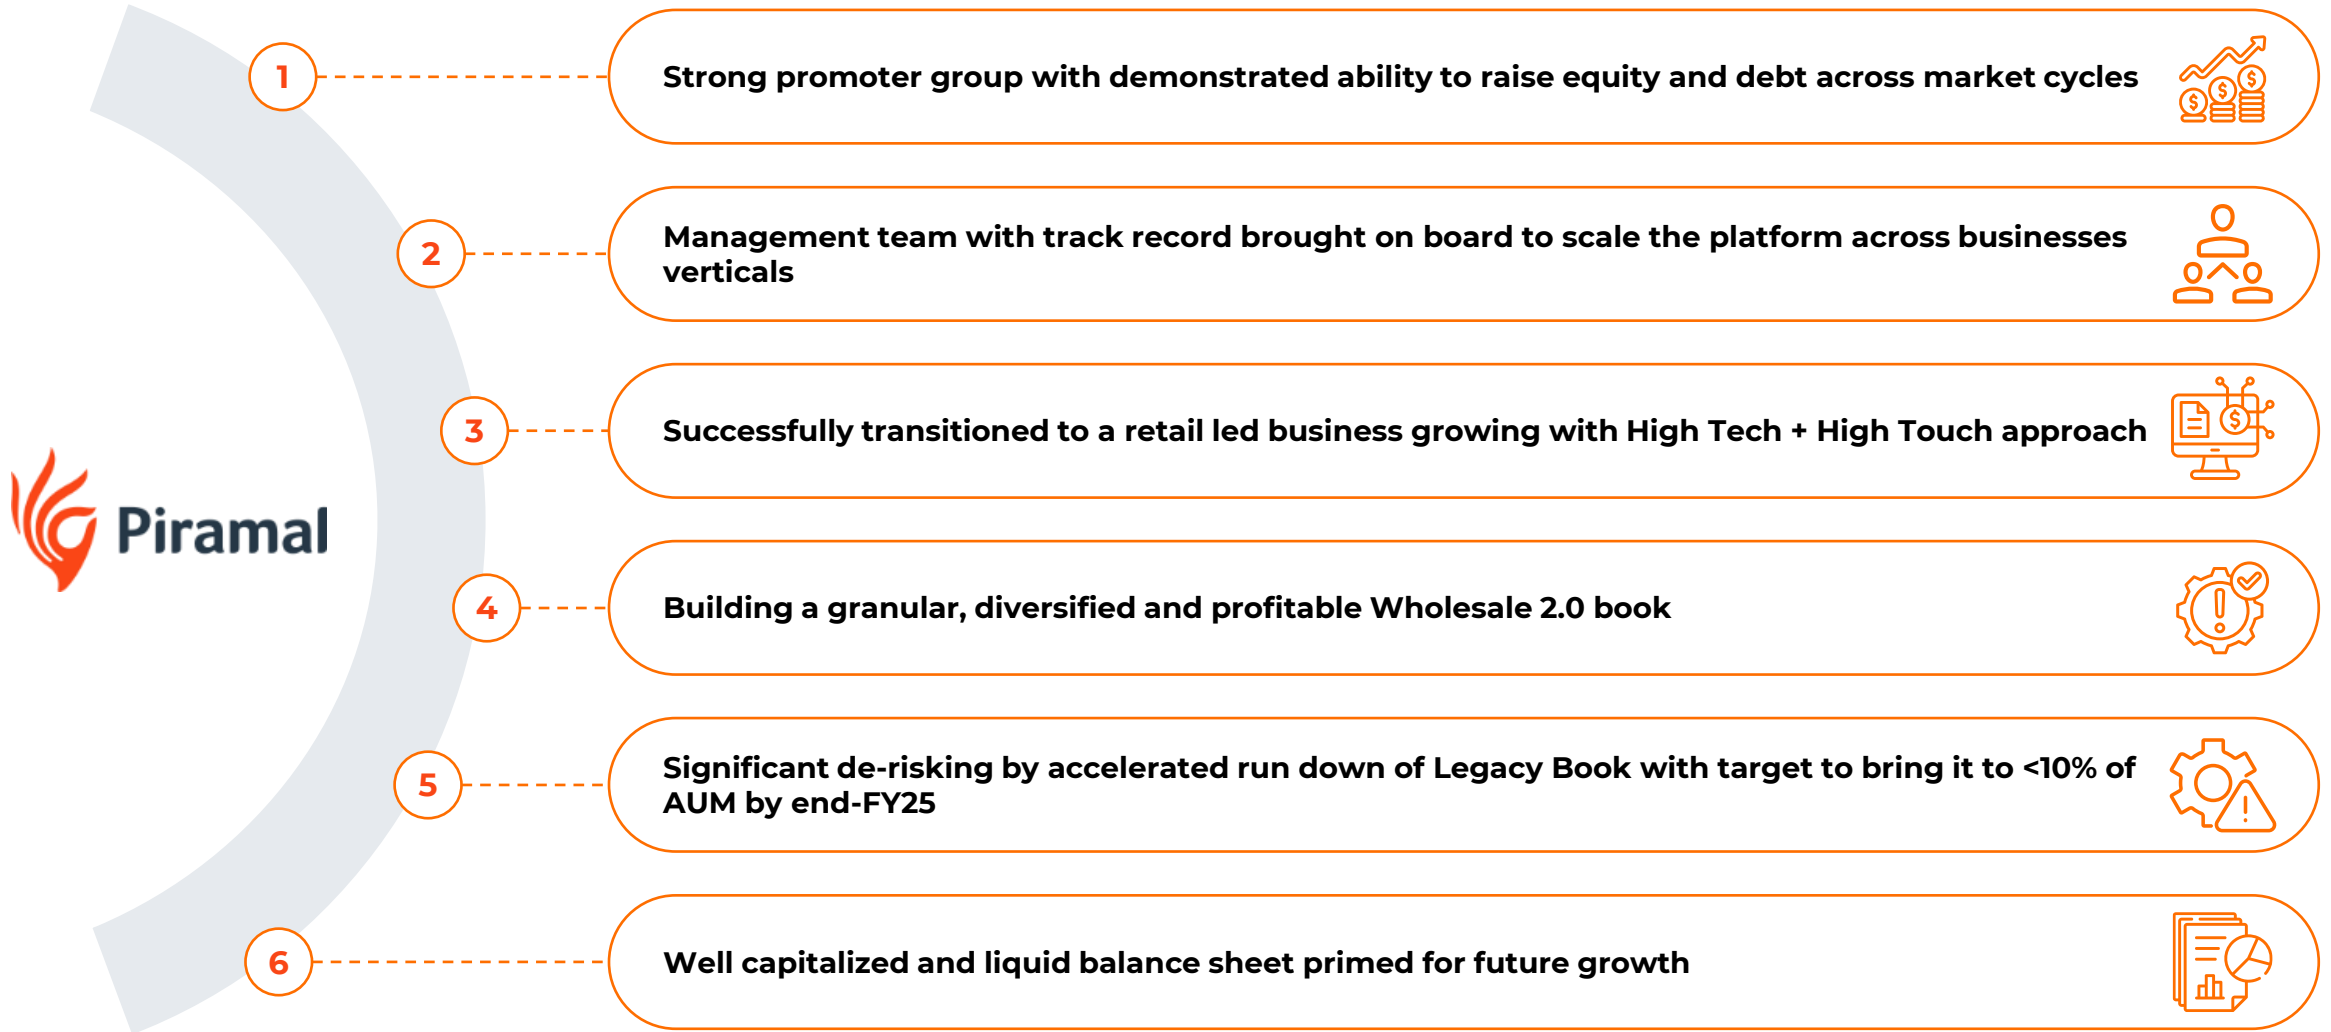 1
Strong promoter group with demonstrated ability to raise equity and debt across market cycles
2
Management team with track record brought on board to scale the platform across businesses
verticals
3
Successfully transitioned to a retail led business growing with High Tech + High Touch approach
Piramal
4
Building a granular, diversified and profitable Wholesale 2.0 book
5
Significant de-risking by accelerated run down of Legacy Book with target to bring it to <10% of
AUM by end-FY25
6
Well capitalized and liquid balance sheet primed for future growth